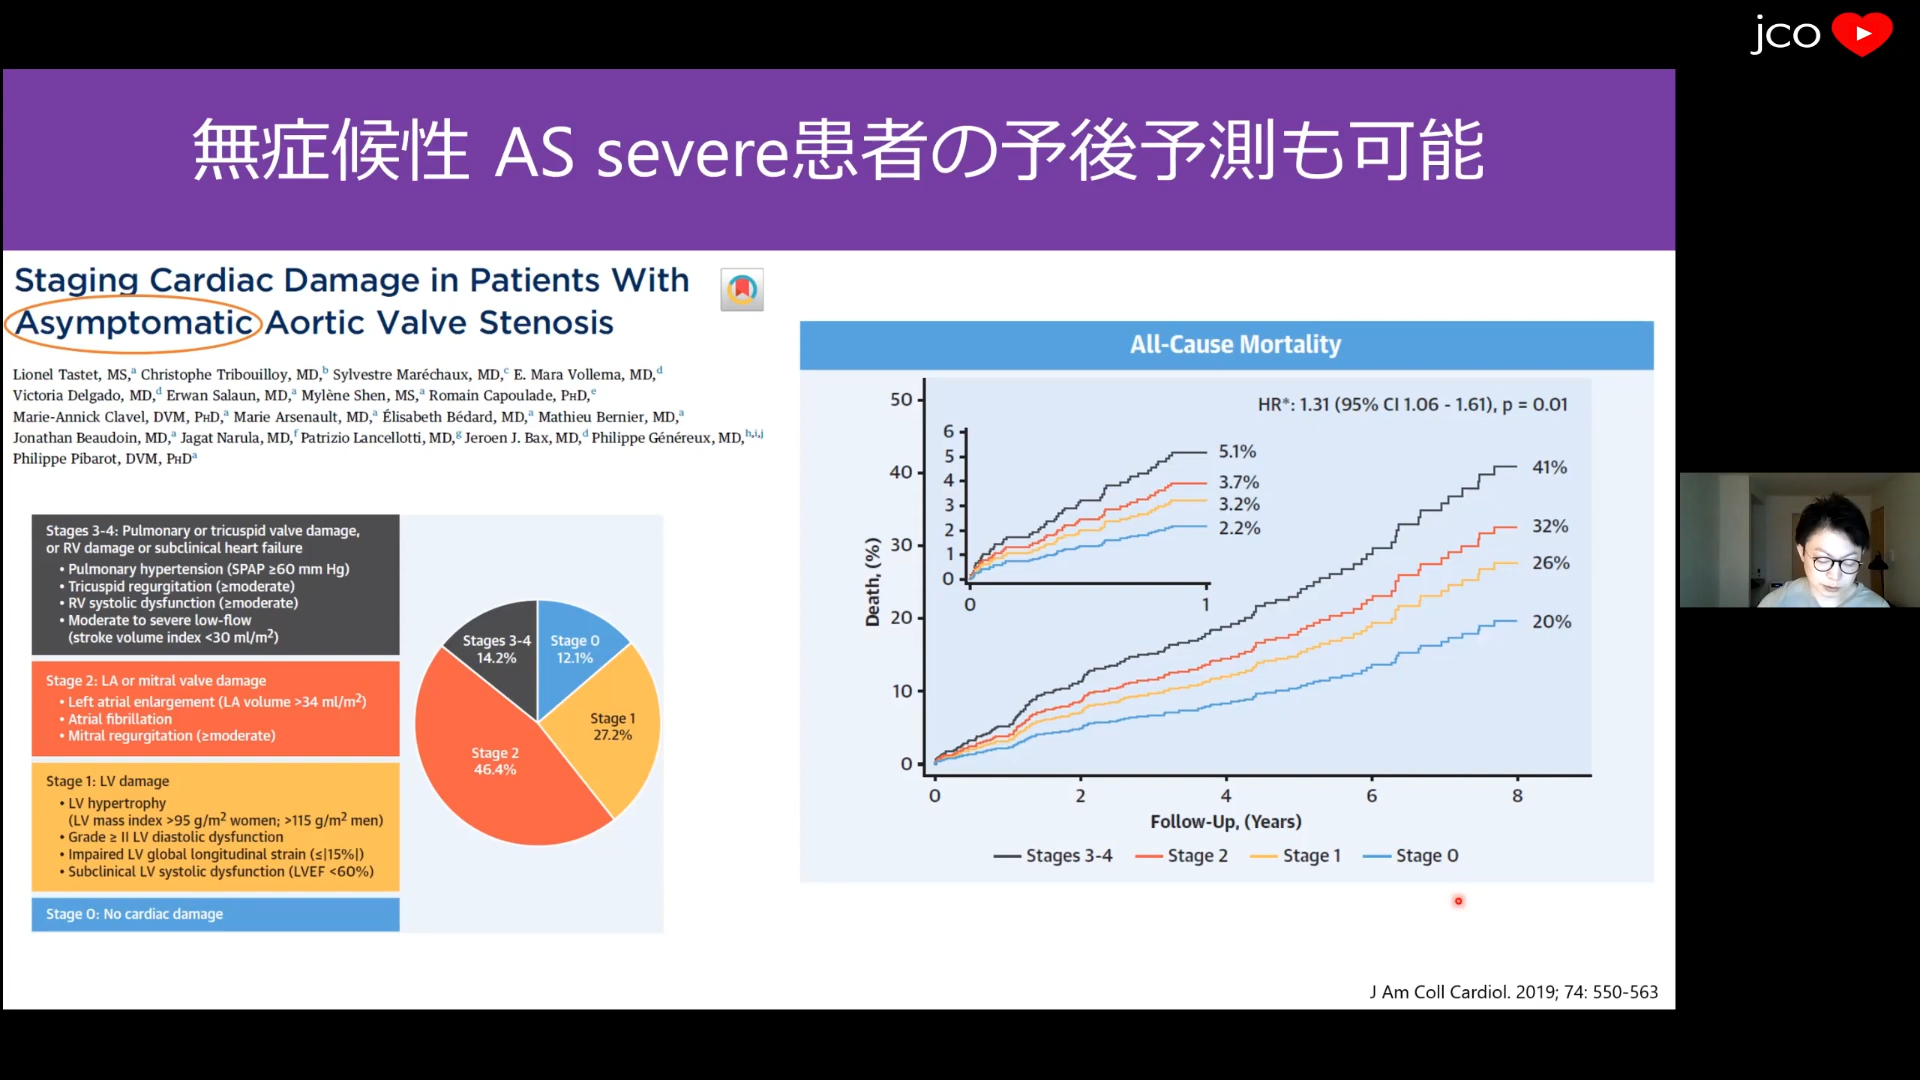 jco
無症候性 AS severe患者の予後予測も可能
Staging Cardiac Damage in Patients With
Asymptomatic Aortic Valve Stenosis
Lionel Tastet, MS,a Christophe Tribouilloy, MD,b Sylvestre Maréchaux, MD,c E. Mara Vollema, MD,d
Victoria Delgado, MD,d Erwan Salaun, MD,a Mylène Shen, MS,a Romain Capoulade, PhD,e
Marie-Annick Clavel, DVM, PhD,a Marie Arsenault, MD,a Élisabeth Bédard, MD,a Mathieu Bernier, MD,a
Jonathan Beaudoin, MD,a Jagat Narula, MD,f Patrizio Lancellotti, MD,g Jeroen J. Bax, MD,d Philippe Généreux, MD,h,i,j
Philippe Pibarot, DVM, PhDa
Stages 3-4: Pulmonary or tricuspid valve damage,
or RV damage or subclinical heart failure
• Pulmonary hypertension (SPAP ≥60 mm Hg)
• Tricuspid regurgitation (≥moderate)
• RV systolic dysfunction (≥moderate)
• Moderate to severe low-flow
(stroke volume index <30 ml/m2)
Stage 2: LA or mitral valve damage
• Left atrial enlargement (LA volume >34 ml/m2)
• Atrial fibrillation
• Mitral regurgitation (≥moderate)
Stage 1: LV damage
• LV hypertrophy
(LV mass index >95 g/m2 women; >115 g/m2 men)
• Grade ≥ II LV diastolic dysfunction
• Impaired LV global longitudinal strain (≤|15%|)
• Subclinical LV systolic dysfunction (LVEF <60%)
Stage 0: No cardiac damage
Stages 3-4
14.2%
Stage 0
12.1%
Stage 1
27.2%
Stage 2
46.4%
All-Cause Mortality
HR*: 1.31 (95% CI 1.06 - 1.61), p = 0.01
Death, (%)
50
40
30
20
10
0
6
5
4
3
2
1
0
0
1
5.1%
3.7%
3.2%
2.2%
41%
32%
26%
20%
0
2
4
6
8
Follow-Up, (Years)
Stages 3-4
Stage 2
Stage 1
Stage 0
J Am Coll Cardiol. 2019; 74: 550-563